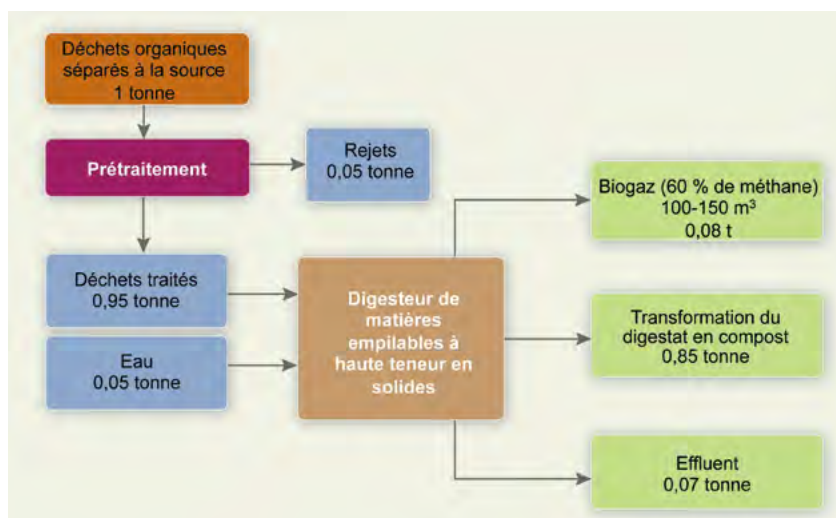 Déchets organiques
séparés à la source
1 tonne
Prétraitement
Rejets
0,05 tonne
Déchets traités
0,95 tonne
Eau
0,05 tonne
Digesteur de
matières
empilables à
haute teneur en
solides
Biogaz (60 % de méthane)
100-150 m³
0,08 t
Transformation du
digestat en compost
0,85 tonne
Effluent
0,07 tonne